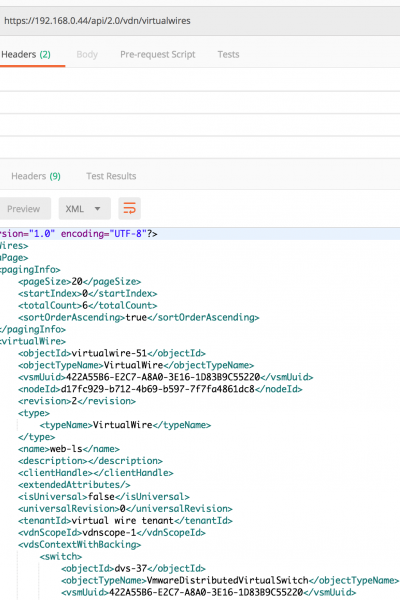 https://192.168.0.44/api/2.0/vdn/virtualwires
Headers (2) Body Pre-request Script Tests
Headers (9) Test Results
Preview XML
rsion="1.0" encoding="UTF-8"?>
Wires>
Page>
<pagingInfo>
<pageSize>20</pageSize>
<startIndex>0</startIndex>
<totalCount>6</totalCount>
<sortOrderAscending>true</sortOrderAscending>
</pagingInfo>
<virtualWire>
<objectId>virtualwire-51</objectId>
<objectTypeName>VirtualWire</objectTypeName>
<vsmUuid>422A55B6-E2C7-A8A0-3E16-1D83B9C55220</vsmUuid>
<nodeId>d17fc929-b712-4b69-b597-7f7fa4861dc8</nodeId>
<revision>2</revision>
<type>
<typeName>VirtualWire</typeName>
</type>
<name>web-ls</name>
<description></description>
<clientHandle></clientHandle>
<extendedAttributes/>
<isUniversal>false</isUniversal>
<universalRevision>0</universalRevision>
<tenantId>virtual wire tenant</tenantId>
<vdnScopeId>vdnscope-1</vdnScopeId>
<vdsContextWithBacking>
<switch>
<objectId>dvs-37</objectId>
<objectTypeName>VmwareDistributedVirtualSwitch</objectTypeName>
<vsmUuid>422A55B6-E2C7-A8A0-3E16-1D83B9C55220</vsmUuid>